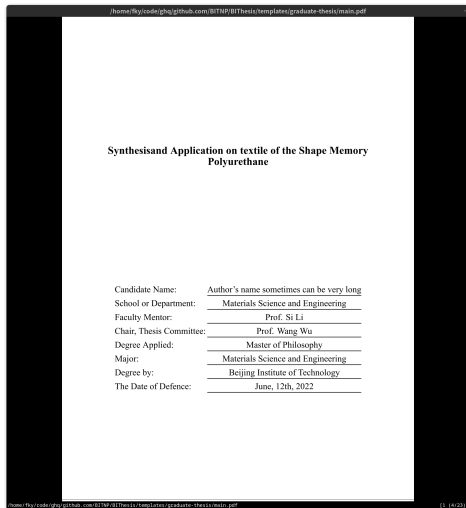 /home/fky/code/ghq/github.com/BITNP/BIThesis/templates/graduate-thesis/main.pdf
Synthesisand Application on textile of the Shape Memory
Polyurethane
Candidate Name: Author's name sometimes can be very long
School or Department: Materials Science and Engineering
Faculty Mentor: Prof. Si Li
Chair, Thesis Committee: Prof. Wang Wu
Degree Applied: Master of Philosophy
Major: Materials Science and Engineering
Degree by: Beijing Institute of Technology
The Date of Defence: June, 12th, 2022
/home/fky/code/ghq/github.com/BITNP/BIThesis/templates/graduate-thesis/main.pdf [1 (4/23)]